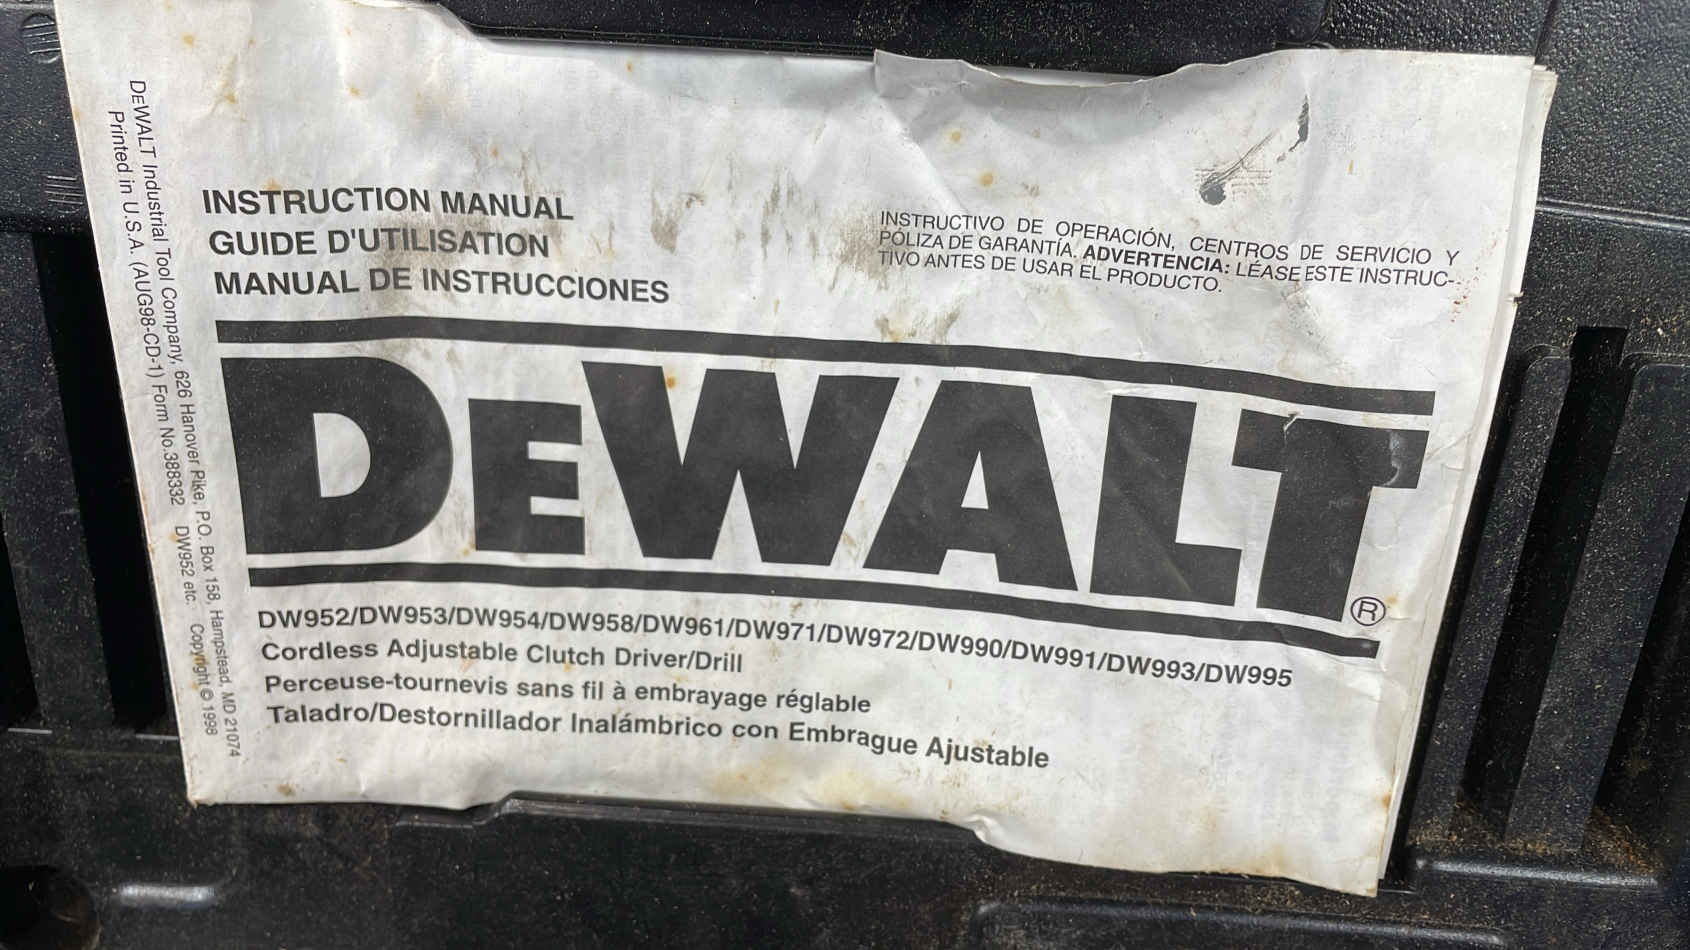 INSTRUCTION MANUAL
GUIDE D'UTILISATION
MANUAL DE INSTRUCCIONES
INSTRUCTIVO DE OPERACIÓN, CENTROS DE SERVICIO Y
PÓLIZA DE GARANTÍA. ADVERTENCIA: LÉASE ESTE INSTRUC-
TIVO ANTES DE USAR EL PRODUCTO.
DEWALT®
DW952/DW953/DW954/DW958/DW961/DW971/DW972/DW990/DW991/DW993/DW995
Cordless Adjustable Clutch Driver/Drill
Perceuse-tournevis sans fil à embrayage réglable
Taladro/Destornillador Inalámbrico con Embrague Ajustable
DEWALT Industrial Tool Company, 626 Hanover Pike, P.O. Box 158, Hampstead, MD 21074
Printed in U.S.A. (AUG98-CD-1) Form No.388332 DW952 etc. Copyright © 1998